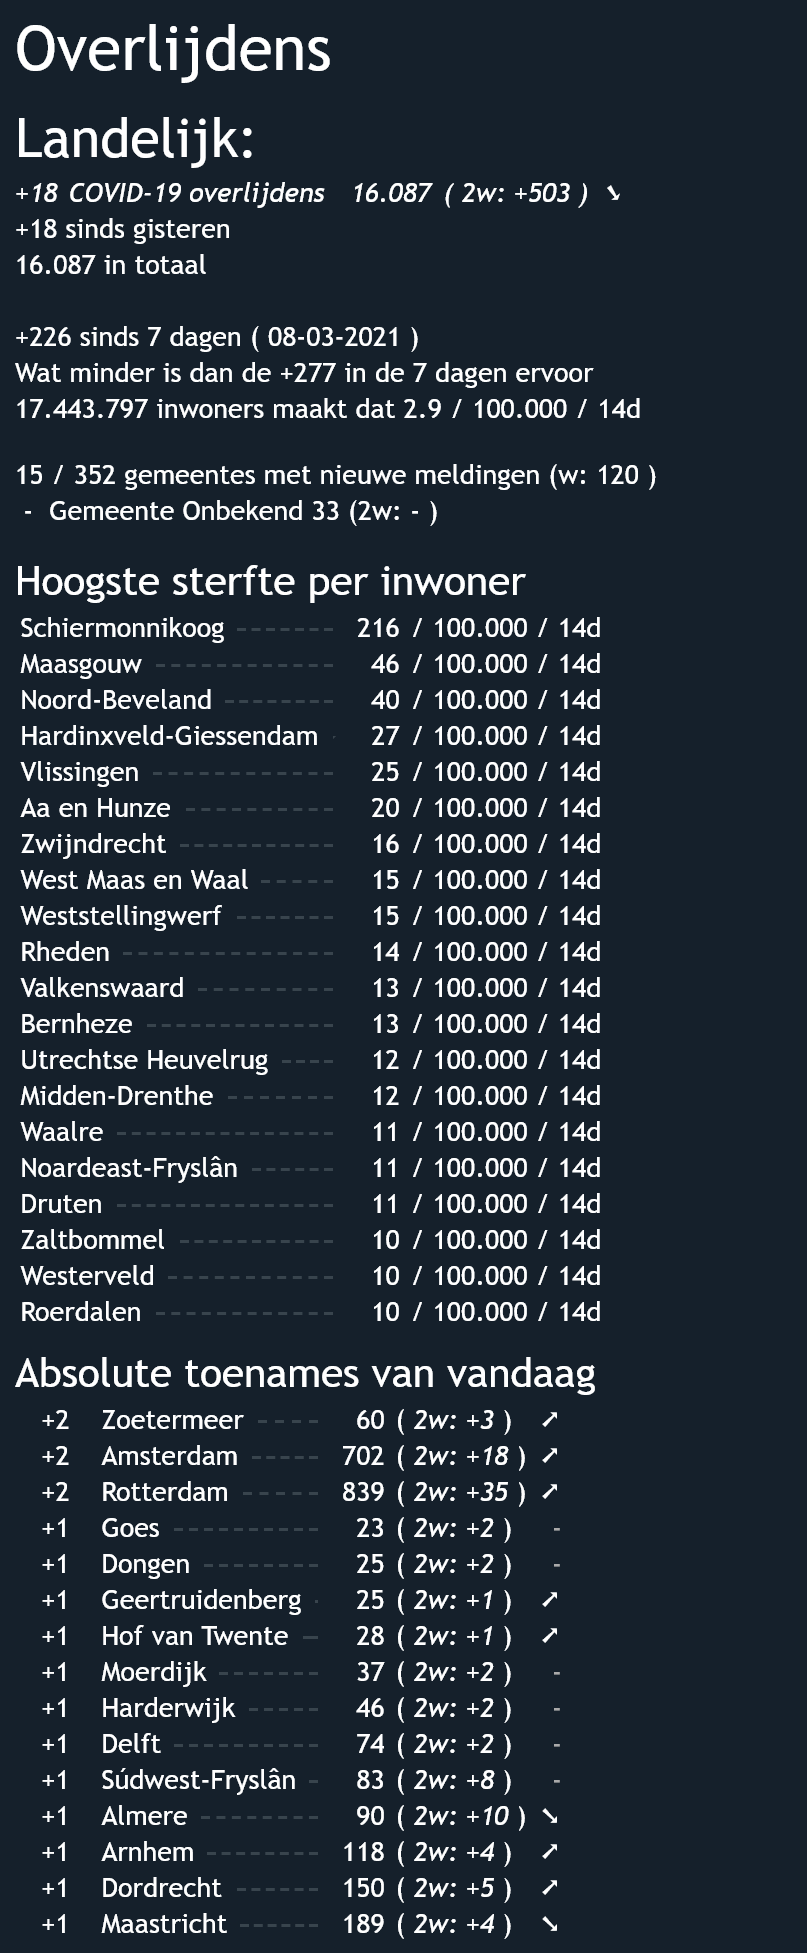 Overlijdens
Landelijk:
+18 COVID-19 overlijdens 16.087 ( 2w: +503 ) ➘
+18 sinds gisteren
16.087 in totaal
+226 sinds 7 dagen ( 08-03-2021 )
Wat minder is dan de +277 in de 7 dagen ervoor
17.443.797 inwoners maakt dat 2.9 / 100.000 / 14d
15 / 352 gemeentes met nieuwe meldingen (w: 120 )
- Gemeente Onbekend 33 (2w: - )
Hoogste sterfte per inwoner
Schiermonnikoog ------- 216 / 100.000 / 14d
Maasgouw ------------ 46 / 100.000 / 14d
Noord-Beveland -------- 40 / 100.000 / 14d
Hardinxveld-Giessendam - 27 / 100.000 / 14d
Vlissingen ------------ 25 / 100.000 / 14d
Aa en Hunze ---------- 20 / 100.000 / 14d
Zwijndrecht ----------- 16 / 100.000 / 14d
West Maas en Waal ----- 15 / 100.000 / 14d
Weststellingwerf ------- 15 / 100.000 / 14d
Rheden -------------- 14 / 100.000 / 14d
Valkenswaard --------- 13 / 100.000 / 14d
Bernheze ------------- 13 / 100.000 / 14d
Utrechtse Heuvelrug ---- 12 / 100.000 / 14d
Midden-Drenthe ------- 12 / 100.000 / 14d
Waalre --------------- 11 / 100.000 / 14d
Noardeast-Fryslân ------ 11 / 100.000 / 14d
Druten --------------- 11 / 100.000 / 14d
Zaltbommel ----------- 10 / 100.000 / 14d
Westerveld ----------- 10 / 100.000 / 14d
Roerdalen ------------ 10 / 100.000 / 14d
Absolute toenames van vandaag
+2 Zoetermeer ---- 60 ( 2w: +3 ) ➚
+2 Amsterdam ----- 702 ( 2w: +18 ) ➚
+2 Rotterdam ----- 839 ( 2w: +35 ) ➚
+1 Goes ---------- 23 ( 2w: +2 ) -
+1 Dongen -------- 25 ( 2w: +2 ) -
+1 Geertruidenberg - 25 ( 2w: +1 ) ➚
+1 Hof van Twente - 28 ( 2w: +1 ) ➚
+1 Moerdijk ------- 37 ( 2w: +2 ) -
+1 Harderwijk ----- 46 ( 2w: +2 ) -
+1 Delft ---------- 74 ( 2w: +2 ) -
+1 Súdwest-Fryslân - 83 ( 2w: +8 ) -
+1 Almere -------- 90 ( 2w: +10 ) ➘
+1 Arnhem -------- 118 ( 2w: +4 ) ➚
+1 Dordrecht ------ 150 ( 2w: +5 ) ➚
+1 Maastricht ------ 189 ( 2w: +4 ) ➘